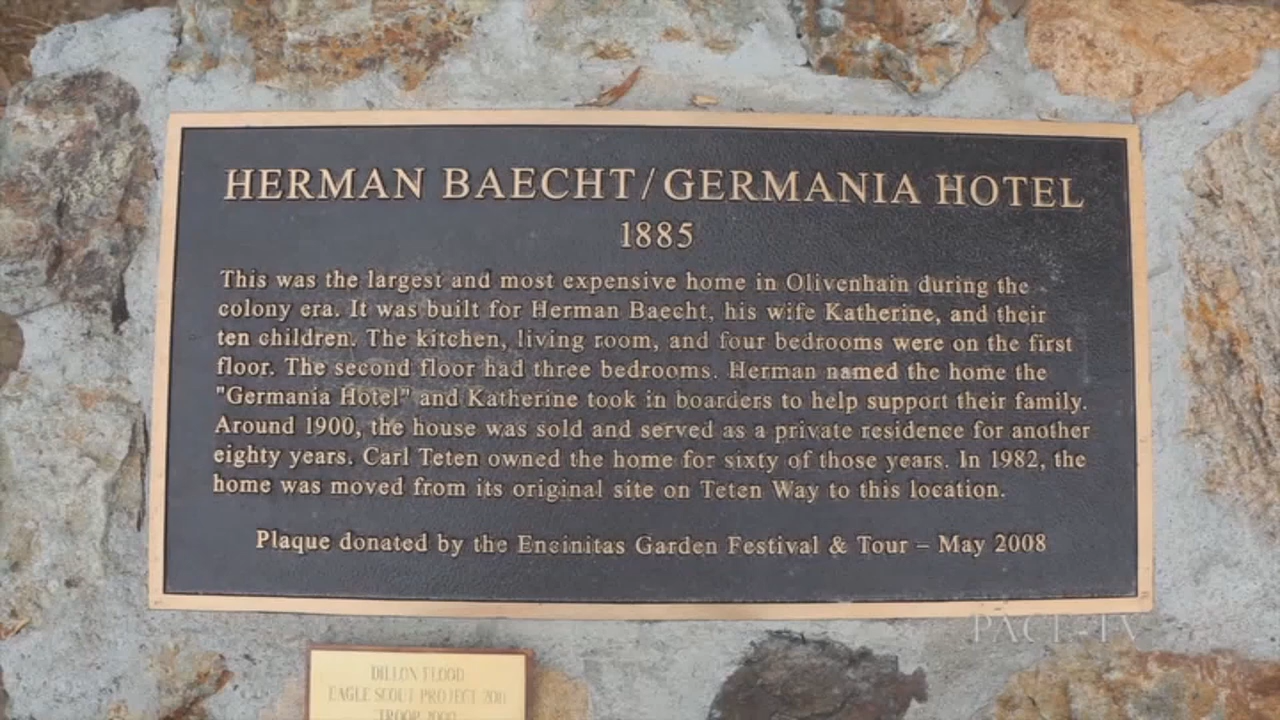 HERMAN BAECHT/GERMANIA HOTEL
1885
This was the largest and most expensive home in Olivenhain during the
colony era. It was built for Herman Baecht, his wife Katherine, and their
ten children. The kitchen, living room, and four bedrooms were on the first
floor. The second floor had three bedrooms. Herman named the home the
"Germania Hotel" and Katherine took in boarders to help support their family.
Around 1900, the house was sold and served as a private residence for another
eighty years. Carl Teten owned the home for sixty of those years. In 1982, the
home was moved from its original site on Teten Way to this location.
Plaque donated by the Encinitas Garden Festival & Tour – May 2008
PACE-TV
DILLON FLOOD
EAGLE SCOUT PROJECT 2011
TROOP